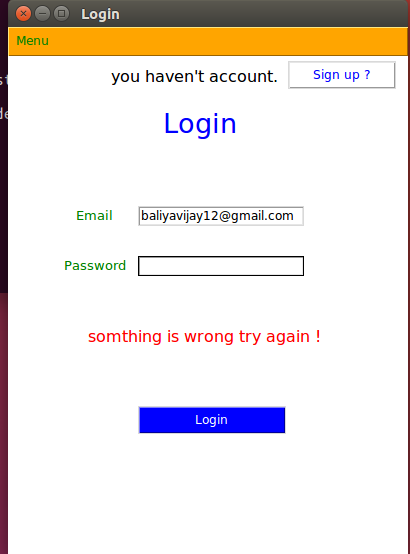 Login
Menu
you haven't account. Sign up ?
Login
Email baliyavijay12@gmail.com
Password
somthing is wrong try again !
Login